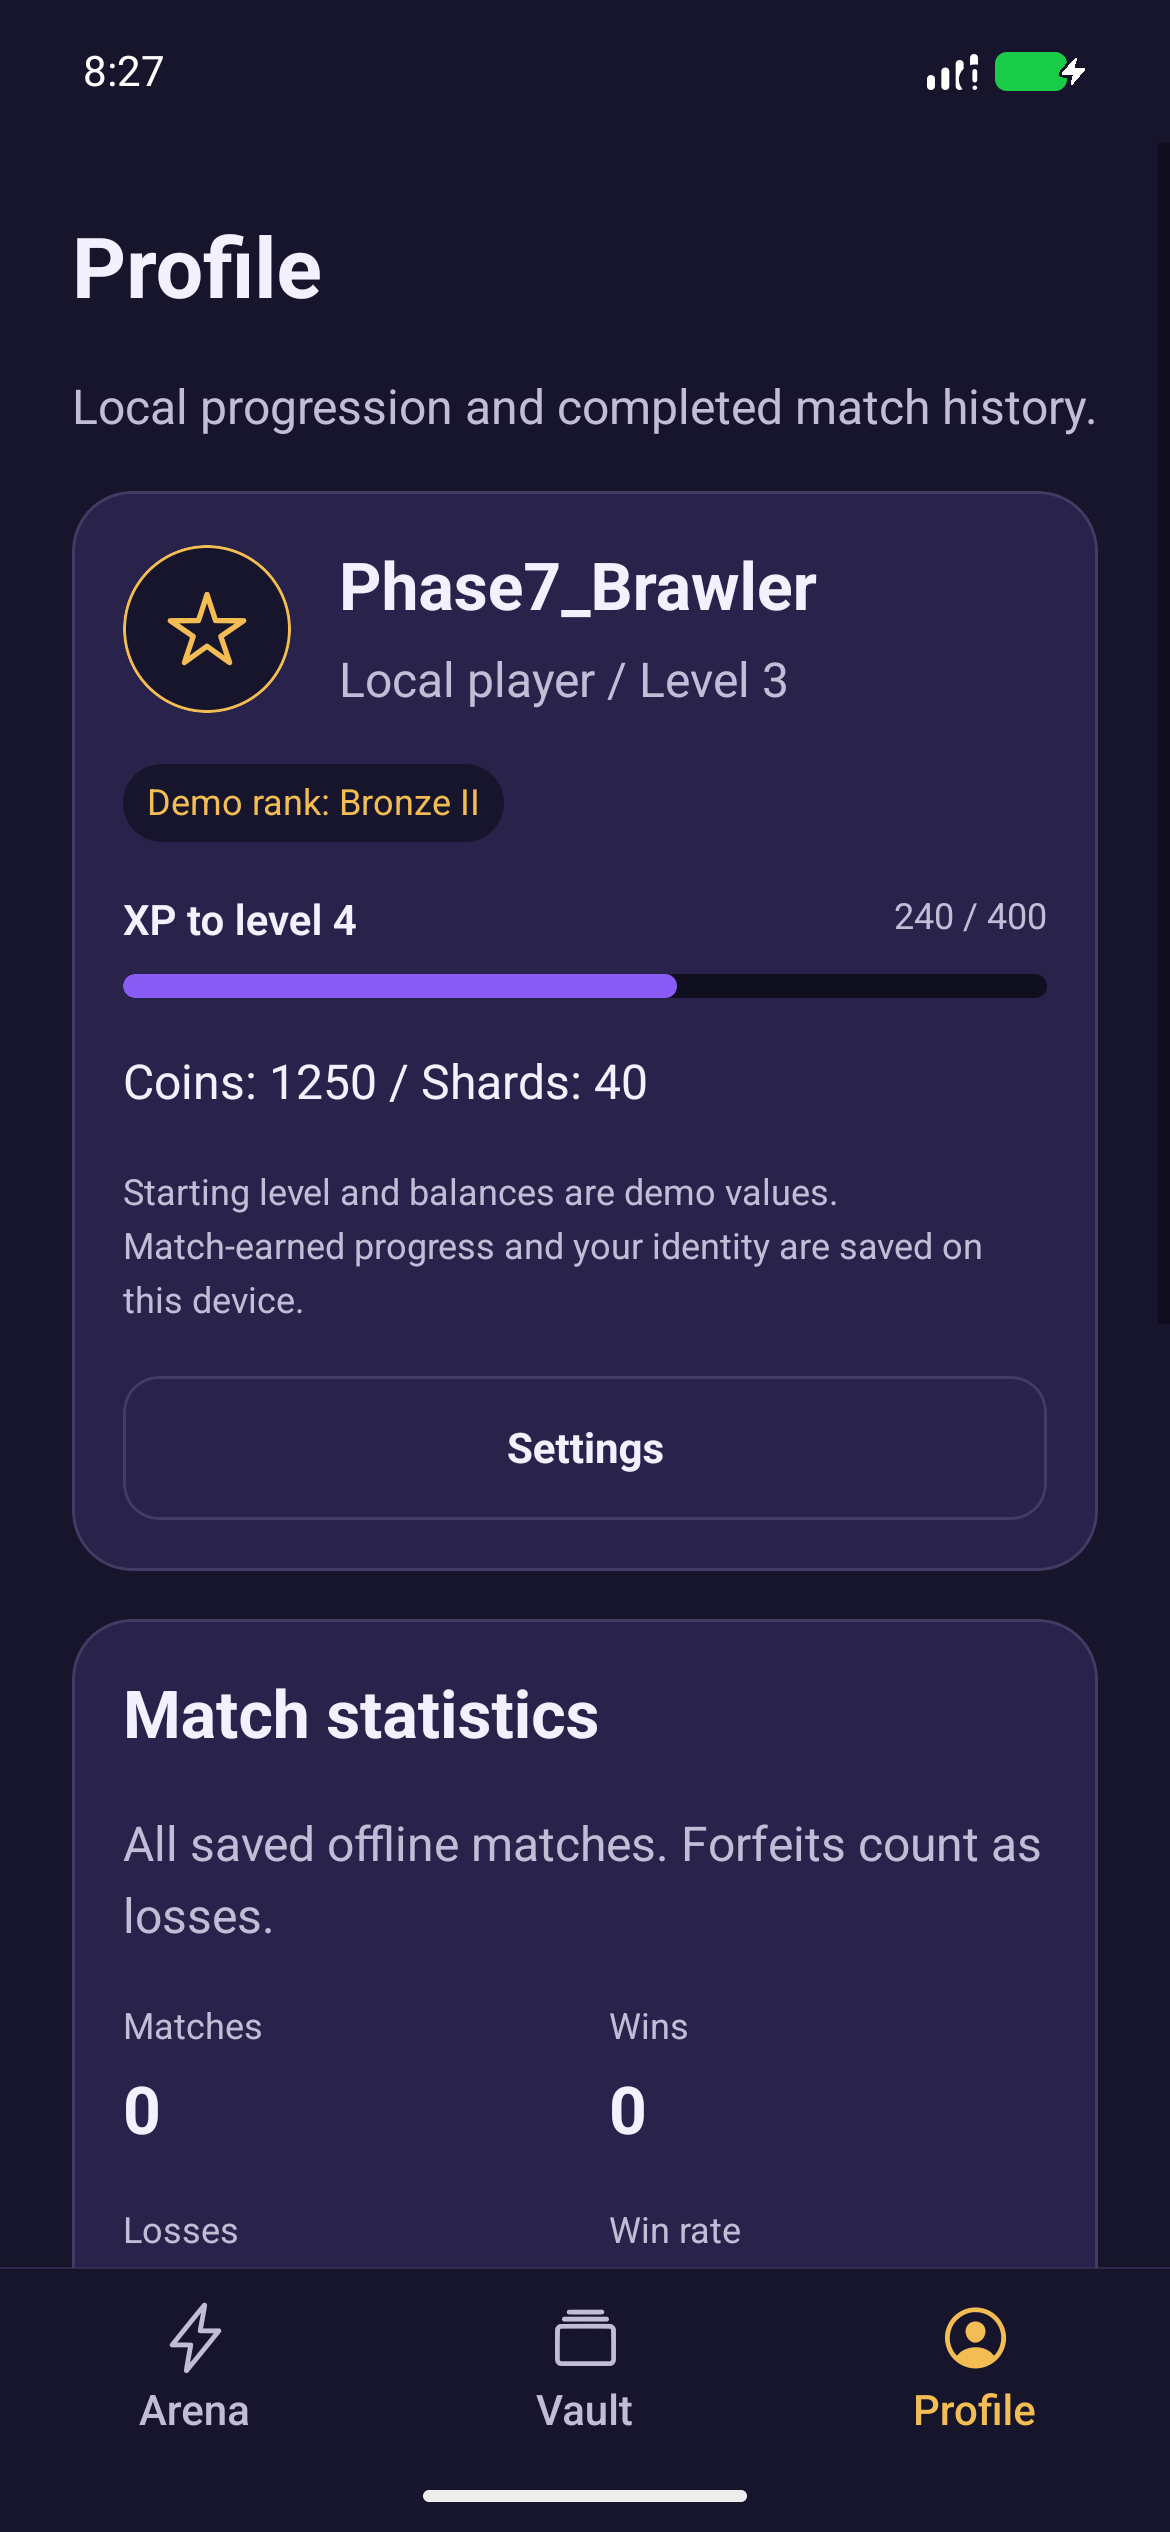 8:27
Profile
Local progression and completed match history.
Phase7_Brawler
Local player / Level 3
Demo rank: Bronze II
XP to level 4
240 / 400
Coins: 1250 / Shards: 40
Starting level and balances are demo values.
Match-earned progress and your identity are saved on
this device.
Settings
Match statistics
All saved offline matches. Forfeits count as
losses.
Matches
Wins
0
0
Losses
Win rate
Arena
Vault
Profile